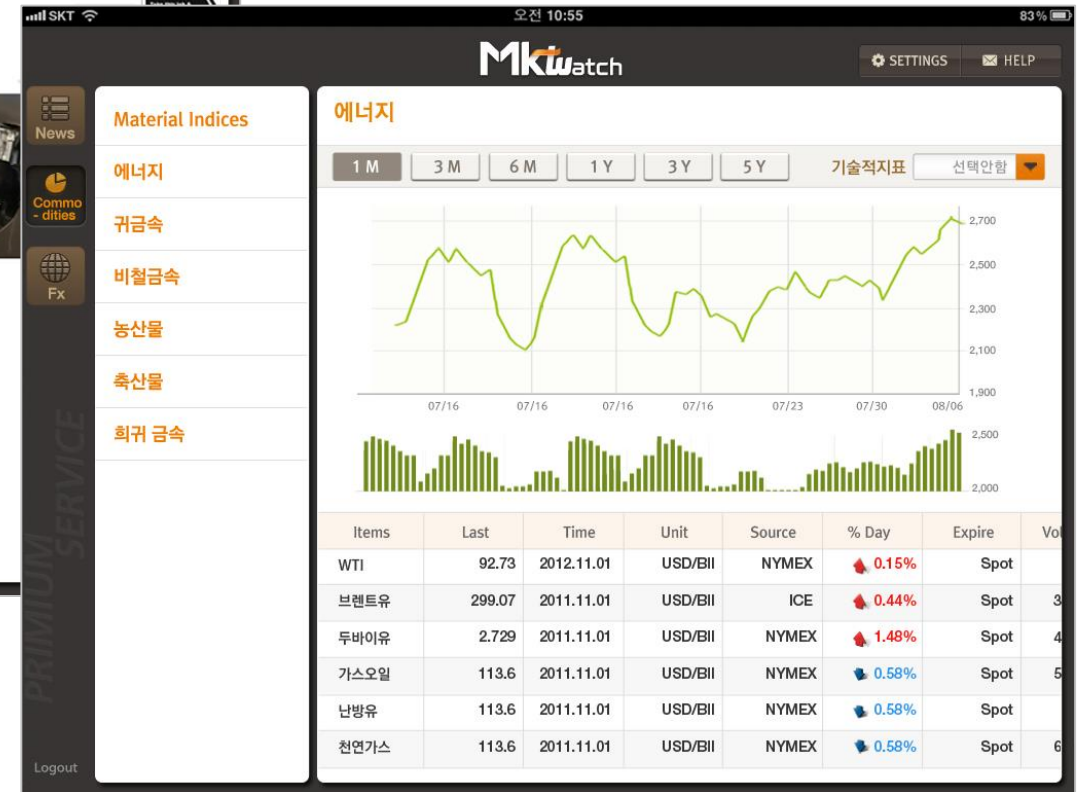 SKT 오전 10:55 83%
MKiWatch SETTINGS HELP
News
Commo
- dities
Fx
PRIMIUM
SERVICE
Logout
Material Indices
에너지
귀금속
비철금속
농산물
축산물
희귀 금속
에너지
1 M 3 M 6 M 1 Y 3 Y 5 Y 기술적지표 선택안함
2,700
2,500
2,300
2,100
1,900
07/16 07/16 07/16 07/16 07/23 07/30 08/06
2,500
2,000
Items Last Time Unit Source % Day Expire Vol
WTI 92.73 2012.11.01 USD/Bll NYMEX 0.15% Spot
브렌트유 299.07 2011.11.01 USD/Bll ICE 0.44% Spot 3
두바이유 2.729 2011.11.01 USD/Bll NYMEX 1.48% Spot 4
가스오일 113.6 2011.11.01 USD/Bll NYMEX 0.58% Spot 5
난방유 113.6 2011.11.01 USD/Bll NYMEX 0.58% Spot
천연가스 113.6 2011.11.01 USD/Bll NYMEX 0.58% Spot 6